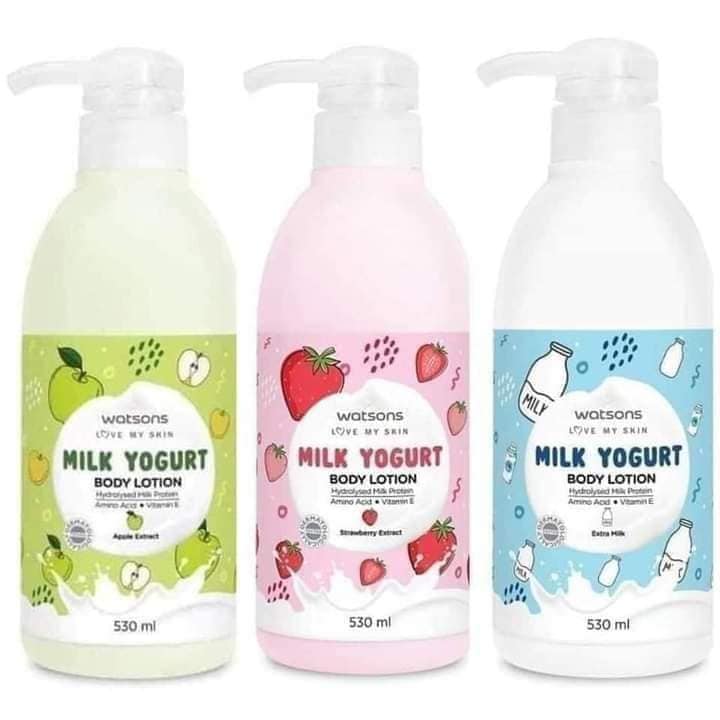 watsons
LOVE MY SKIN
MILK YOGURT
BODY LOTION
Hydrolysed Milk Protein
Amino Acid • Vitamin E
Apple Extract
530 ml
watsons
LOVE MY SKIN
MILK YOGURT
BODY LOTION
Hydrolysed Milk Protein
Amino Acid • Vitamin E
Strawberry Extract
530 ml
MILK
watsons
LOVE MY SKIN
MILK YOGURT
BODY LOTION
Hydrolysed Milk Protein
Amino Acid • Vitamin E
Extra Milk
530 ml